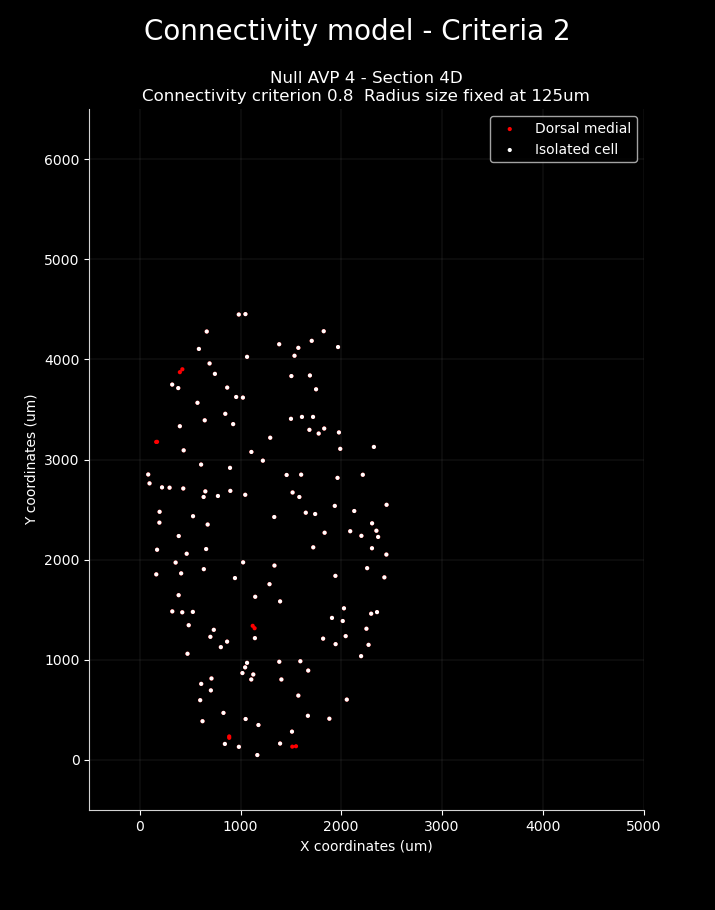 Connectivity model - Criteria 2
Null AVP 4 - Section 4D
Connectivity criterion 0.8  Radius size fixed at 125um
Dorsal medial
Isolated cell
6000
5000
4000
3000
2000
1000
0
Y coordinates (um)
0 1000 2000 3000 4000 5000
X coordinates (um)